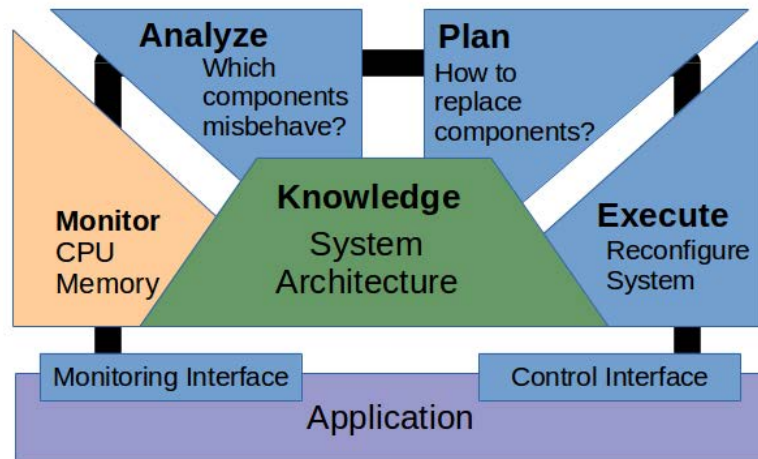 Analyze
Which
components
misbehave?
Plan
How to
replace
components?
Monitor
CPU
Memory
Knowledge
System
Architecture
Execute
Reconfigure
System
Monitoring Interface
Control Interface
Application